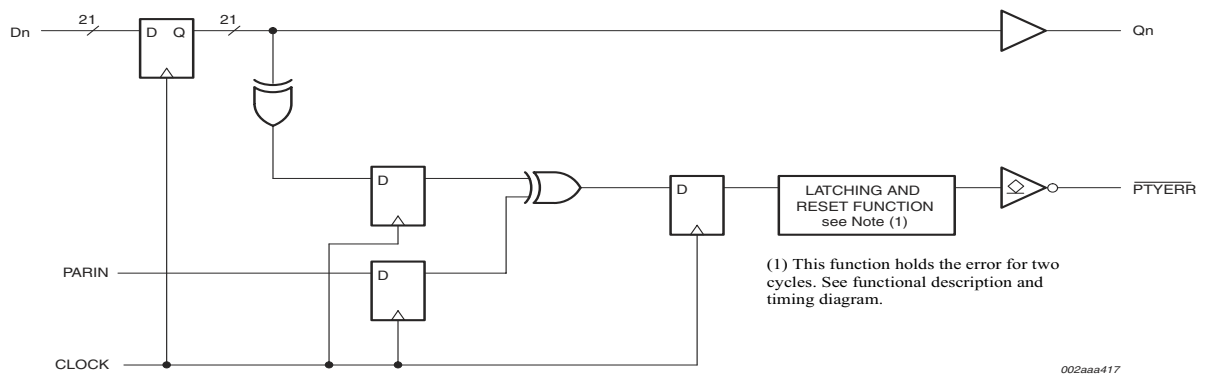 21
21
Dn
D Q
Qn
D
D
LATCHING AND
RESET FUNCTION
see Note (1)
PTYERR
PARIN
D
(1) This function holds the error for two
cycles. See functional description and
timing diagram.
CLOCK
002aaa417